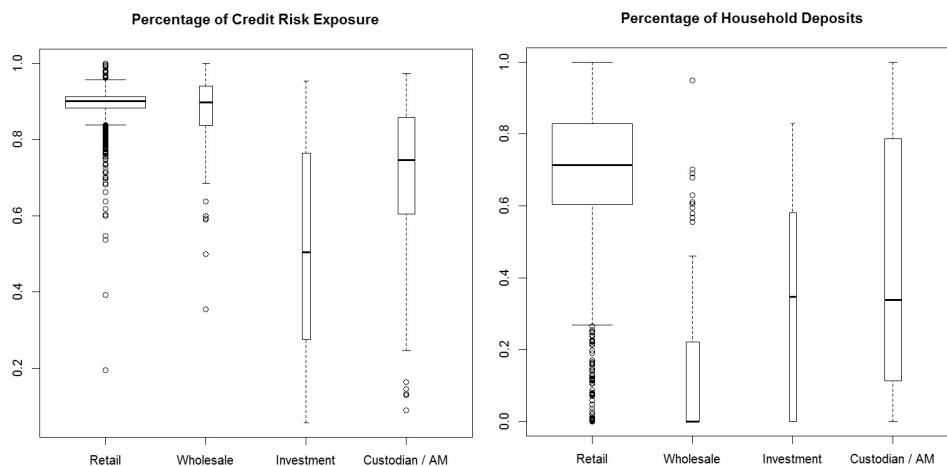 Percentage of Credit Risk Exposure
1.0
0.8
0.6
0.4
0.2
Retail
Wholesale
Investment
Custodian / AM
Percentage of Household Deposits
1.0
0.8
0.6
0.4
0.2
0.0
Retail
Wholesale
Investment
Custodian / AM